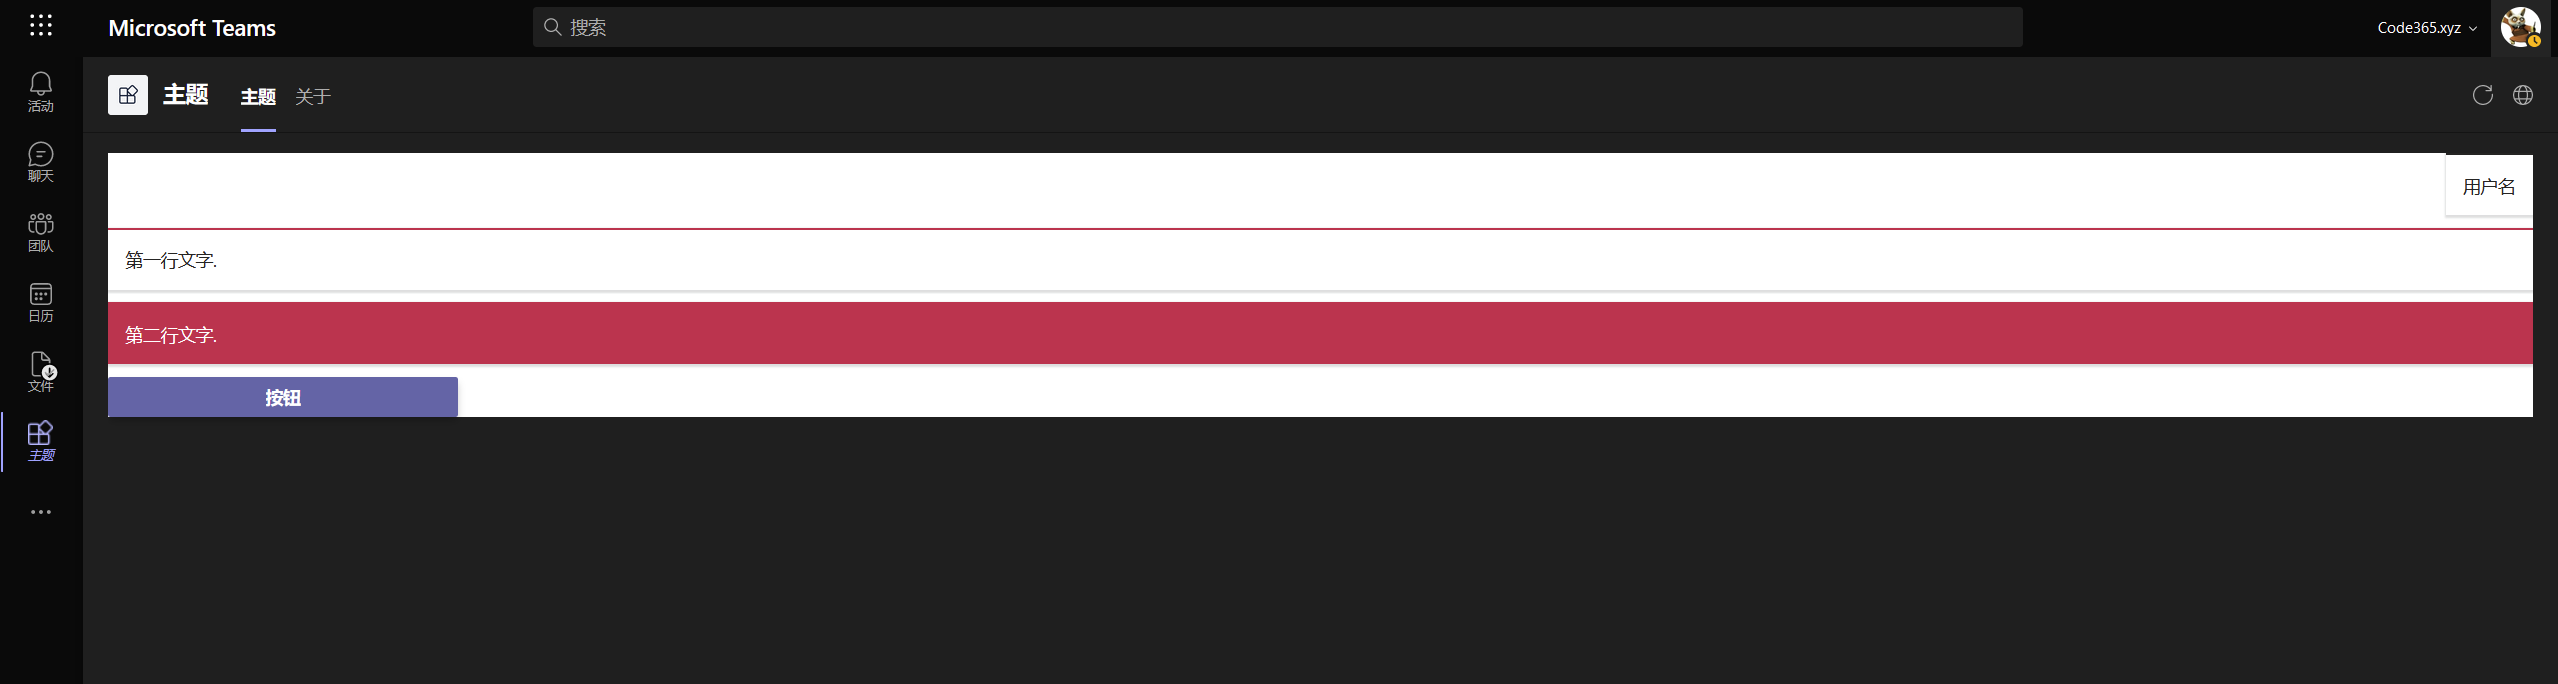 Microsoft Teams
搜索
Code365.xyz
活动
聊天
团队
日历
文件
主题
主题
主题
关于
用户名
第一行文字.
第二行文字.
按钮